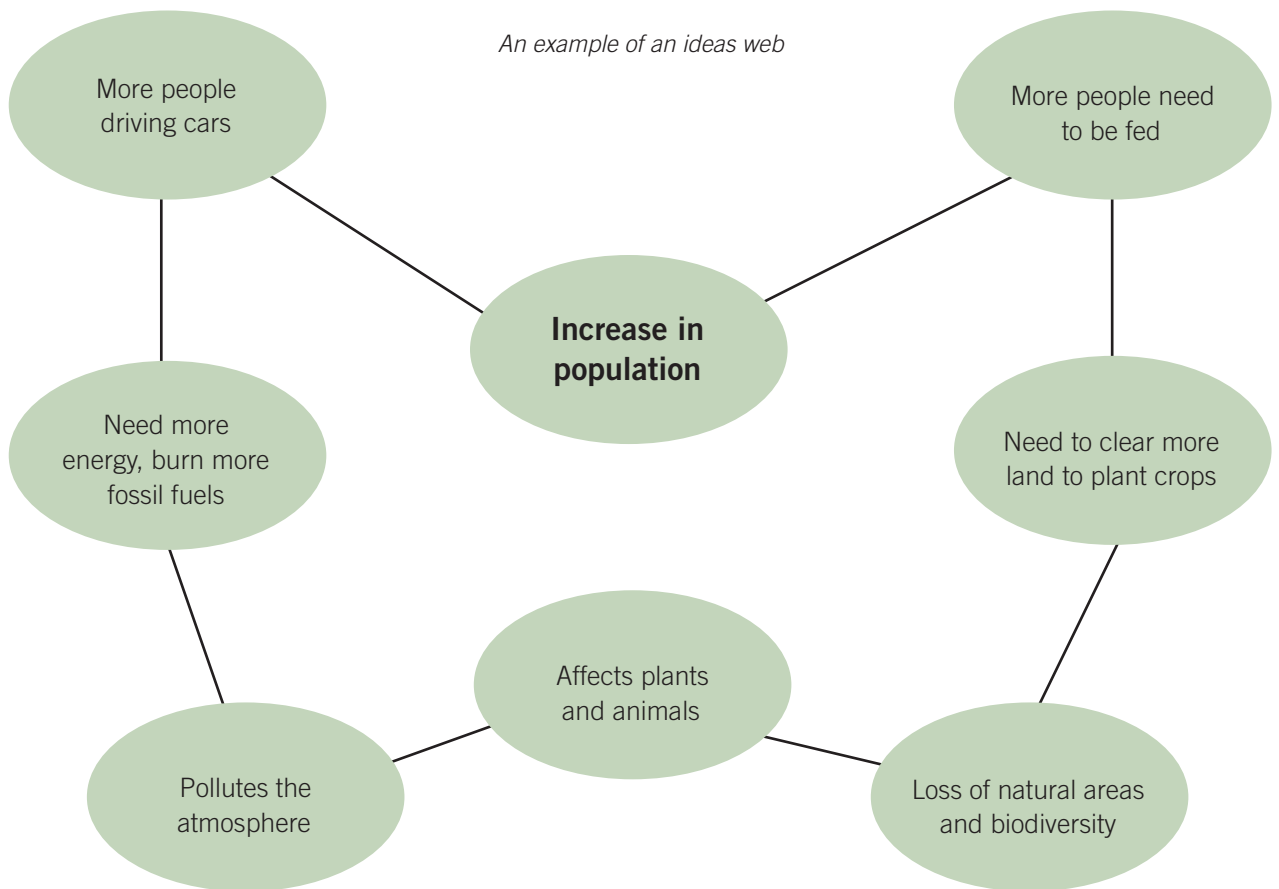 An example of an ideas web
More people
driving cars
More people need
to be fed
Increase in
population
Need more
energy, burn more
fossil fuels
Need to clear more
land to plant crops
Affects plants
and animals
Pollutes the
atmosphere
Loss of natural areas
and biodiversity